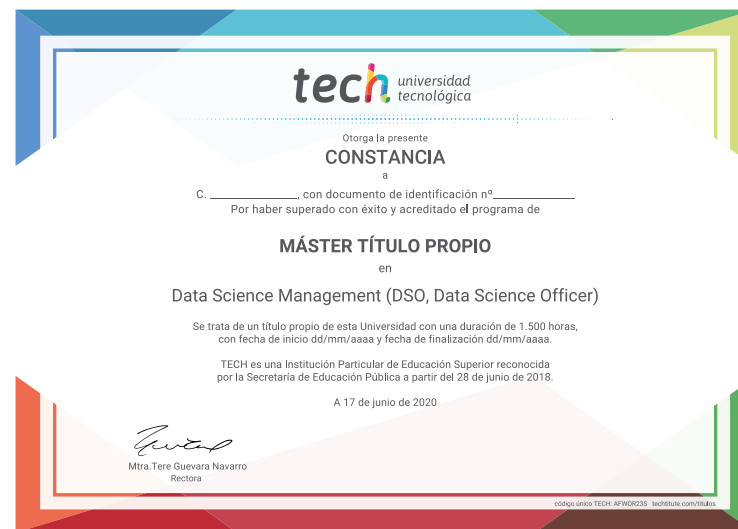 tech universidad
tecnológica
Otorga la presente
CONSTANCIA
a
C. ______________, con documento de identificación nº______________
Por haber superado con éxito y acreditado el programa de
MÁSTER TÍTULO PROPIO
en
Data Science Management (DSO, Data Science Officer)
Se trata de un título propio de esta Universidad con una duración de 1.500 horas,
con fecha de inicio dd/mm/aaaa y fecha de finalización dd/mm/aaaa.
TECH es una Institución Particular de Educación Superior reconocida
por la Secretaría de Educación Pública a partir del 28 de junio de 2018.
A 17 de junio de 2020
Mtra.Tere Guevara Navarro
Rectora
código único TECH: AFWOR23S techtitute.com/titulos